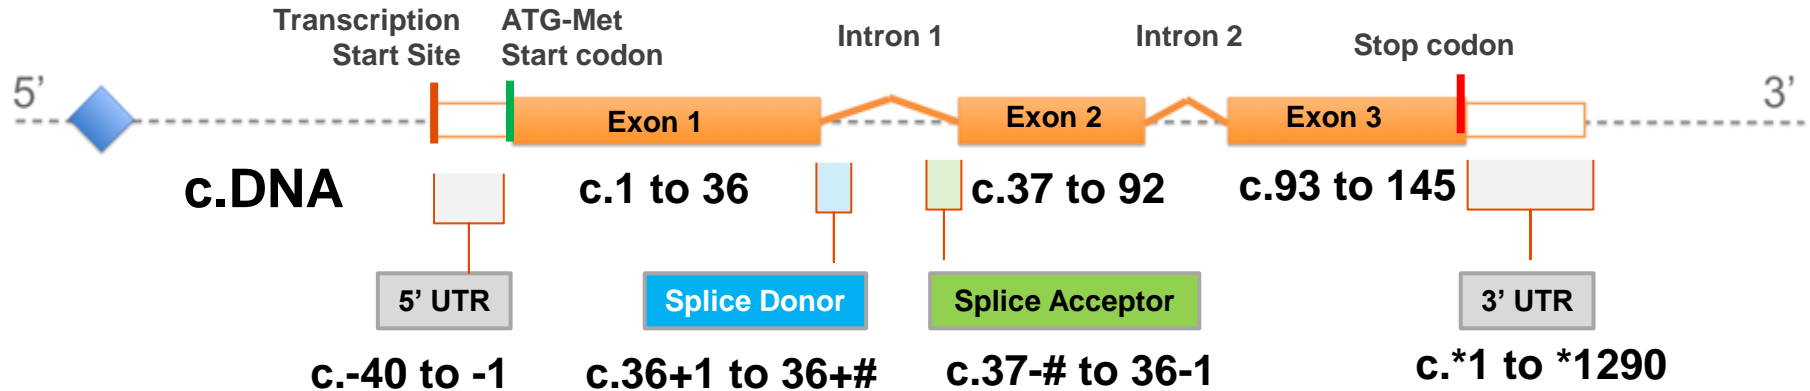 Transcription
Start Site
ATG-Met
Start codon
Intron 1
Intron 2
Stop codon
5’
3’
Exon 1
Exon 2
Exon 3
c.DNA
c.1 to 36
c.37 to 92
c.93 to 145
5’ UTR
Splice Donor
Splice Acceptor
3’ UTR
c.-40 to -1
c.36+1 to 36+#
c.37-# to 36-1
c.*1 to *1290